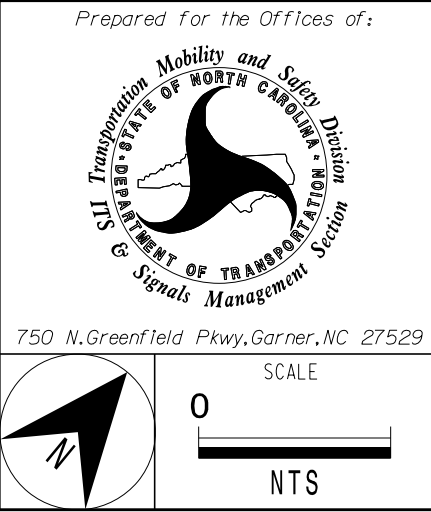 Prepared for the Offices of:
Transportation Mobility and Safety Division
STATE OF NORTH CAROLINA
DEPARTMENT OF TRANSPORTATION
ITS & Signals Management Section
750 N.Greenfield Pkwy,Garner,NC 27529
N
SCALE
0
NTS